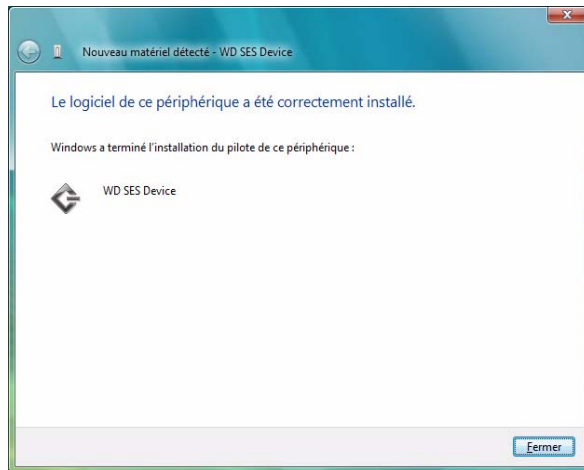 Nouveau matériel détecté - WD SES Device
Le logiciel de ce périphérique a été correctement installé.
Windows a terminé l'installation du pilote de ce périphérique :
WD SES Device
Fermer